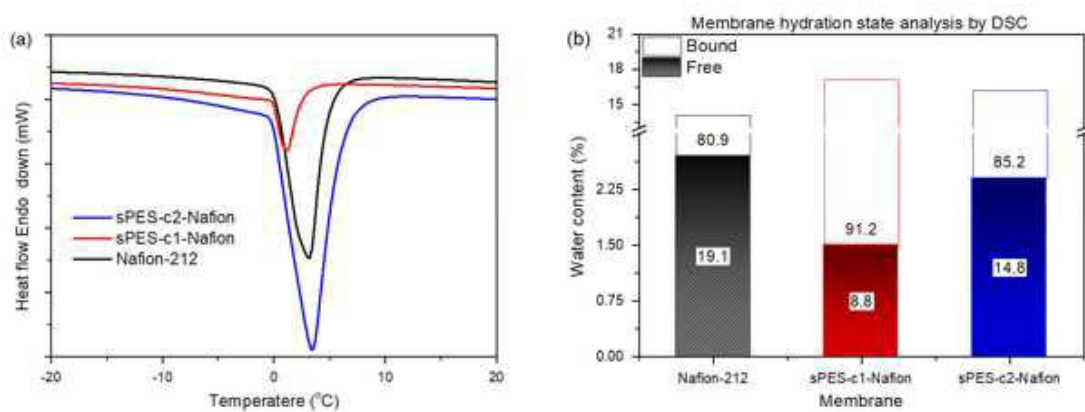 (a)
Heat flow Endo down (mW)
sPES-c2-Nafion
sPES-c1-Nafion
Nafion-212
-20
-10
0
10
20
Temperatere (°C)
Membrane hydration state analysis by DSC
(b)
Bound
Free
Water content (%)
21
18
15
2.25
1.50
0.75
0.00
80.9
19.1
91.2
8.8
85.2
14.8
Nafion-212
sPES-c1-Nafion
sPES-c2-Nafion
Membrane